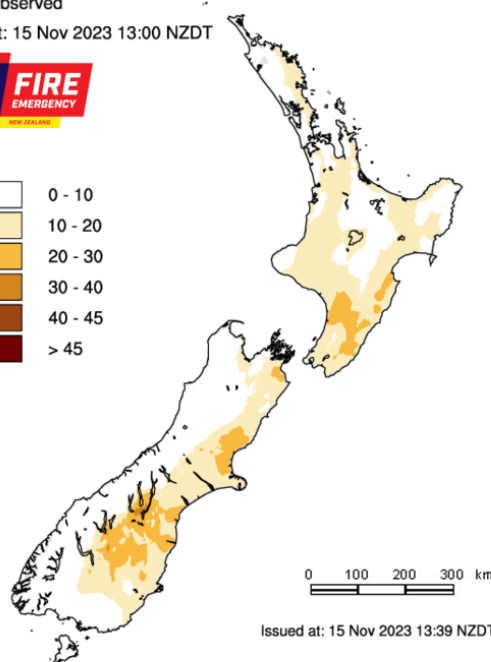 bserved
t: 15 Nov 2023 13:00 NZDT
FIRE
EMERGENCY
NEW ZEALAND
0 - 10
10 - 20
20 - 30
30 - 40
40 - 45
> 45
0 100 200 300 km
Issued at: 15 Nov 2023 13:39 NZDT